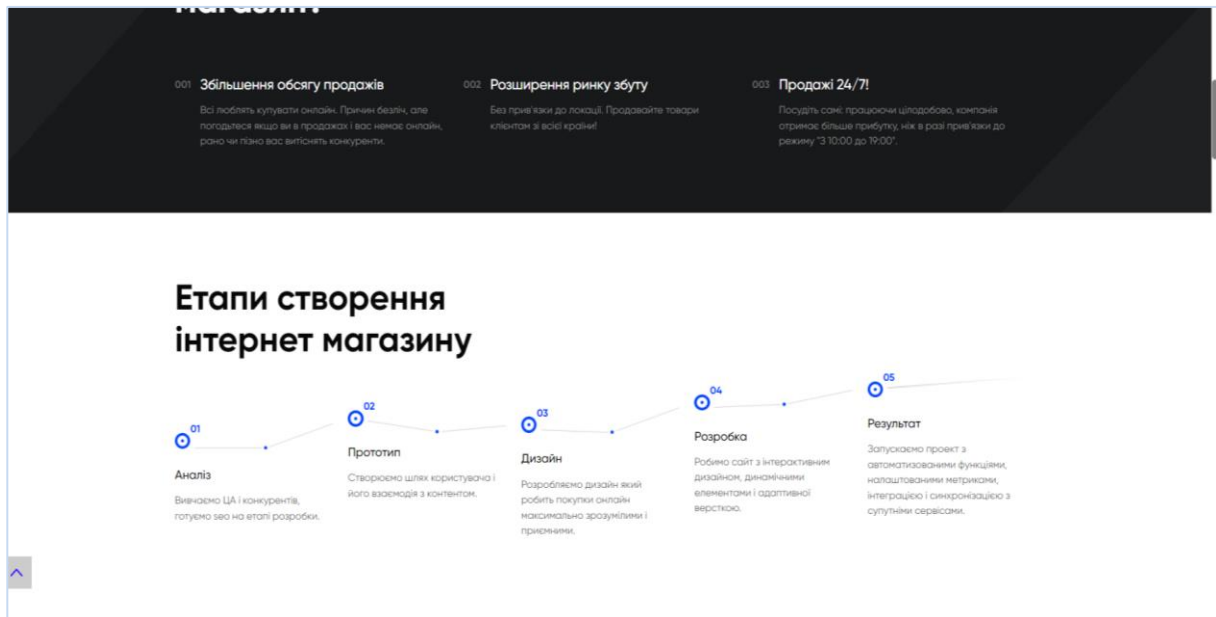 магазин?
001 Збільшення обсягу продажів
Всі люблять купувати онлайн. Причин безліч, але
погодьтеся якщо ви в продажах і вас немає онлайн,
рано чи пізно вас витіснять конкуренти.
002 Розширення ринку збуту
Без прив'язки до локації. Продавайте товари
клієнтам зі всієї країни!
003 Продажі 24/7!
Посудіть самі: працюючи цілодобово, компанія
отримає більше прибутку, ніж в разі прив'язки до
режиму "З 10:00 до 19:00".
Етапи створення
інтернет магазину
01
Аналіз
Вивчаємо ЦА і конкурентів,
готуємо seo на етапі розробки.
02
Прототип
Створюємо шлях користувача і
його взаємодія з контентом.
03
Дизайн
Розробляємо дизайн який
робить покупки онлайн
максимально зрозумілими і
приємними.
04
Розробка
Робимо сайт з інтерактивним
дизайном, динамічними
елементами і адаптивної
версткою.
05
Результат
Запускаємо проект з
автоматизованими функціями,
налаштованими метриками,
інтеграцією і синхронізацією з
супутніми сервісами.